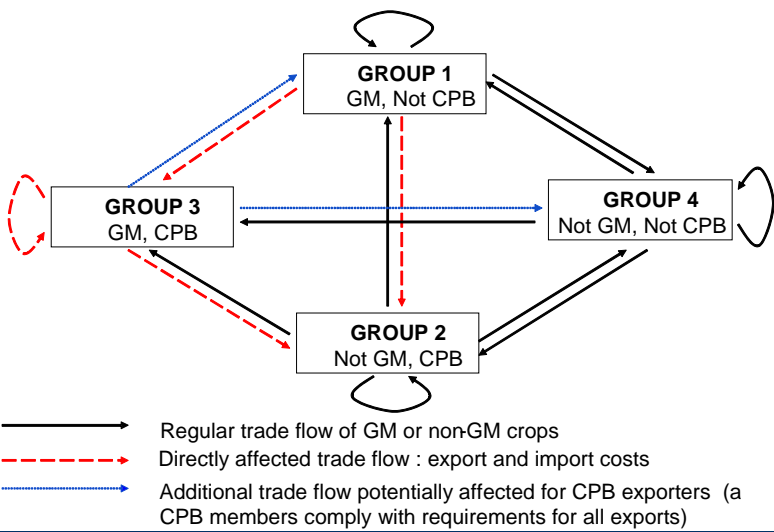 GROUP 1
GM, Not CPB
GROUP 3
GM, CPB
GROUP 4
Not GM, Not CPB
GROUP 2
Not GM, CPB
Regular trade flow of GM or non-GM crops
Directly affected trade flow : export and import costs
Additional trade flow potentially affected for CPB exporters (a
CPB members comply with requirements for all exports)